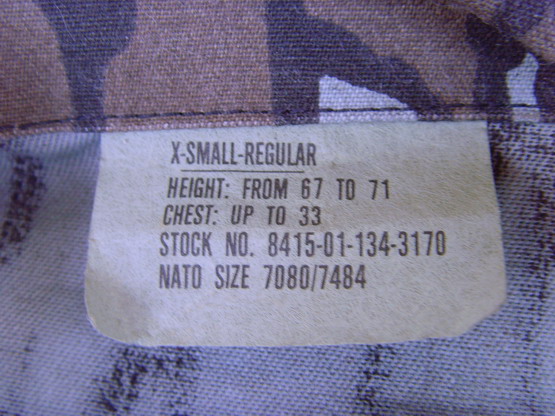 X-SMALL-REGULAR
HEIGHT: FROM 67 TO 71
CHEST: UP TO 33
STOCK NO. 8415-01-134-3170
NATO SIZE 7080/7484